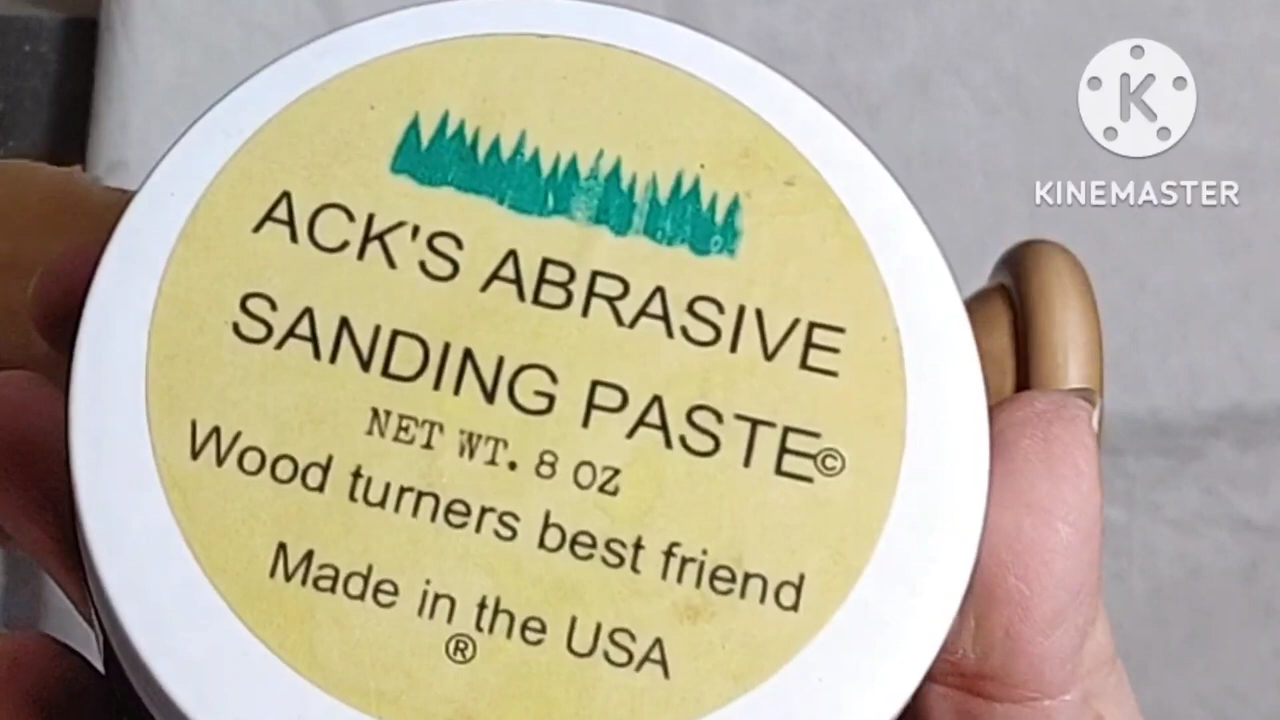 ACK'S ABRASIVE
SANDING PASTE©
NET WT. 8 OZ
Wood turners best friend
Made in the USA
®
K
KINEMASTER